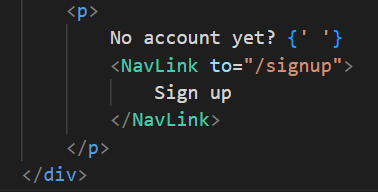 <p>
No account yet? {' '}
<NavLink to="/signup">
Sign up
</NavLink>
</p>
</div>